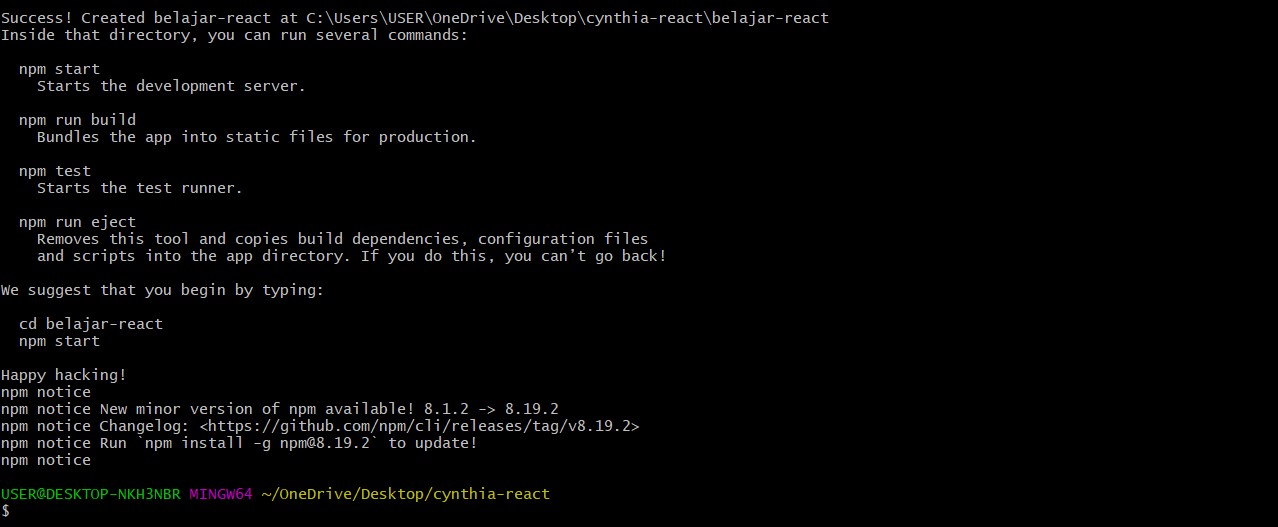 Success! Created belajar-react at C:\Users\USER\OneDrive\Desktop\cynthia-react\belajar-react
Inside that directory, you can run several commands:
npm start
Starts the development server.
npm run build
Bundles the app into static files for production.
npm test
Starts the test runner.
npm run eject
Removes this tool and copies build dependencies, configuration files
and scripts into the app directory. If you do this, you can’t go back!
We suggest that you begin by typing:
cd belajar-react
npm start
Happy hacking!
npm notice
npm notice New minor version of npm available! 8.1.2 -> 8.19.2
npm notice Changelog: <https://github.com/npm/cli/releases/tag/v8.19.2>
npm notice Run `npm install -g npm@8.19.2` to update!
npm notice
USER@DESKTOP-NKH3NBR MINGW64 ~/OneDrive/Desktop/cynthia-react
$